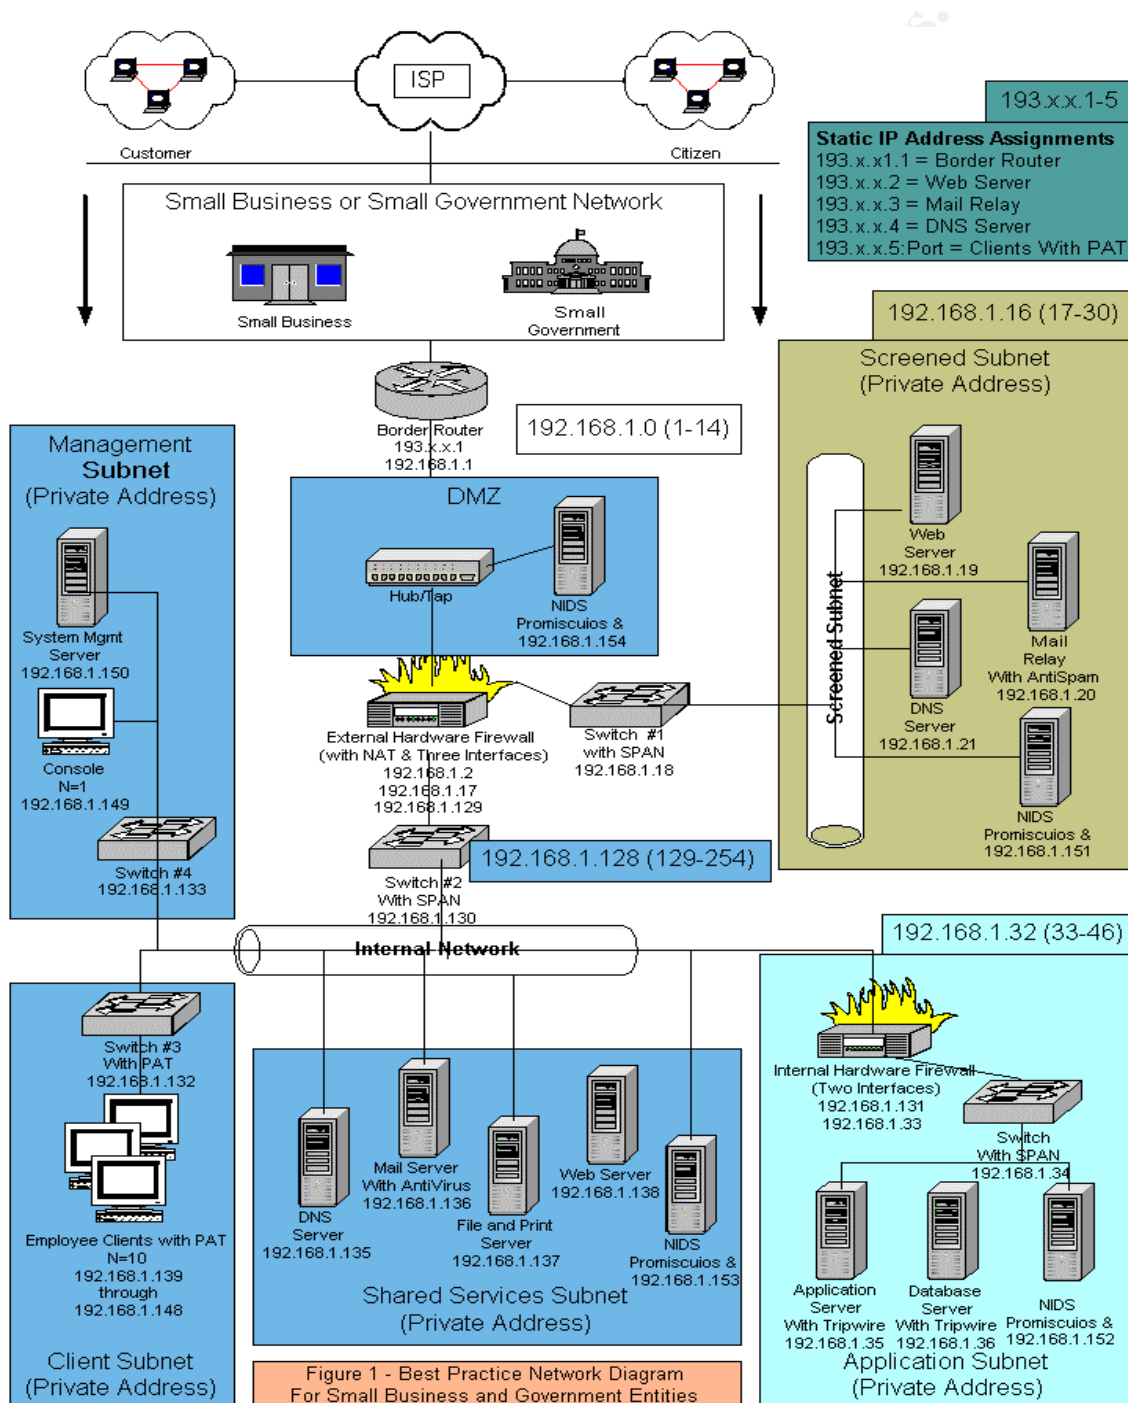 ISP
Customer
Citizen
193.x.x.1-5
Static IP Address Assignments
193.x.x1.1 = Border Router
193.x.x.2 = Web Server
193.x.x.3 = Mail Relay
193.x.x.4 = DNS Server
193.x.x.5:Port = Clients With PAT
Small Business or Small Government Network
Small Business
Small
Government
192.168.1.16 (17-30)
Screened Subnet
(Private Address)
Border Router
193.x.x.1
192.168.1.1
192.168.1.0 (1-14)
Management
Subnet
(Private Address)
System Mgmt
Server
192.168.1.150
Console
N=1
192.168.1.149
Switch #4
192.168.1.133
DMZ
Hub/Tap
NIDS
Promiscuios &
192.168.1.154
External Hardware Firewall
(with NAT & Three Interfaces)
192.168.1.2
192.168.1.17
192.168.1.129
Switch #1
with SPAN
192.168.1.18
Screened Subnet
Web
Server
192.168.1.19
Mail
Relay
With AntiSpam
192.168.1.20
DNS
Server
192.168.1.21
NIDS
Promiscuios &
192.168.1.151
192.168.1.128 (129-254)
Switch #2
With SPAN
192.168.1.130
Internal Network
192.168.1.32 (33-46)
Switch #3
With PAT
192.168.1.132
Employee Clients with PAT
N=10
192.168.1.139
through
192.168.1.148
Client Subnet
(Private Address)
DNS
Server
192.168.1.135
Mail Server
With AntiVirus
192.168.1.136
File and Print
Server
192.168.1.137
Web Server
192.168.1.138
NIDS
Promiscuios &
192.168.1.153
Shared Services Subnet
(Private Address)
Internal Hardware Firewall
(Two Interfaces)
192.168.1.131
192.168.1.33
Switch
With SPAN
192.168.1.34
Application
Server
With Tripwire
192.168.1.35
Database
Server
With Tripwire
192.168.1.36
NIDS
Promiscuios &
192.168.1.152
Application Subnet
(Private Address)
Figure 1 - Best Practice Network Diagram
For Small Business and Government Entities